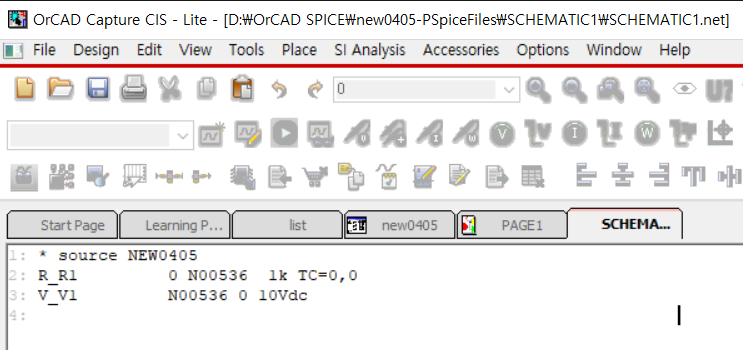 OrCAD Capture CIS - Lite - [D:₩OrCAD SPICE₩new0405-PSpiceFiles₩SCHEMATIC1₩SCHEMATIC1.net]
File Design Edit View Tools Place SI Analysis Accessories Options Window Help
0
U?
V I W
Start Page Learning P... list new0405 PAGE1 SCHEMA...
1: * source NEW0405
2: R_R1 0 N00536 1k TC=0,0
3: V_V1 N00536 0 10Vdc
4: